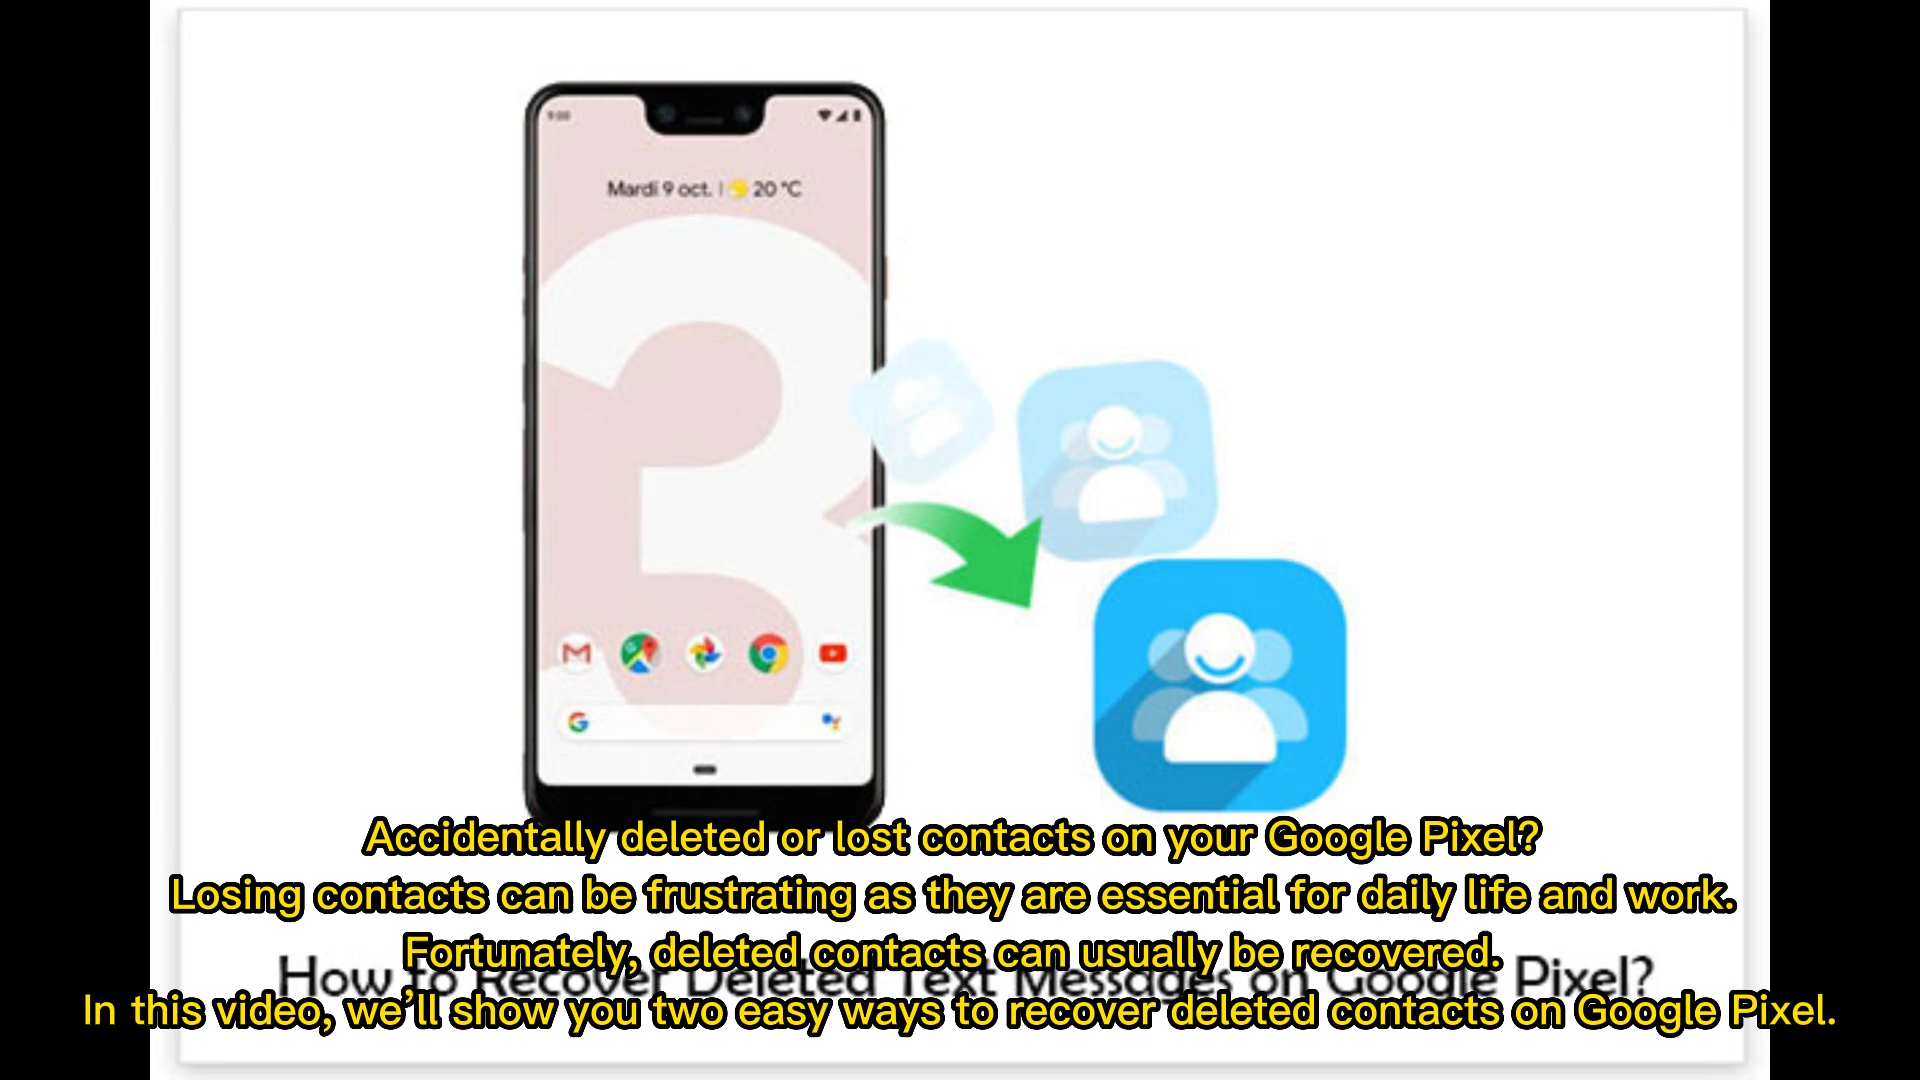 9:00
Mardi 9 oct. | 20 °C
Accidentally deleted or lost contacts on your Google Pixel?
Losing contacts can be frustrating as they are essential for daily life and work.
Fortunately, deleted contacts can usually be recovered.
How to Recover Deleted Text Messages on Google Pixel?
In this video, we’ll show you two easy ways to recover deleted contacts on Google Pixel.